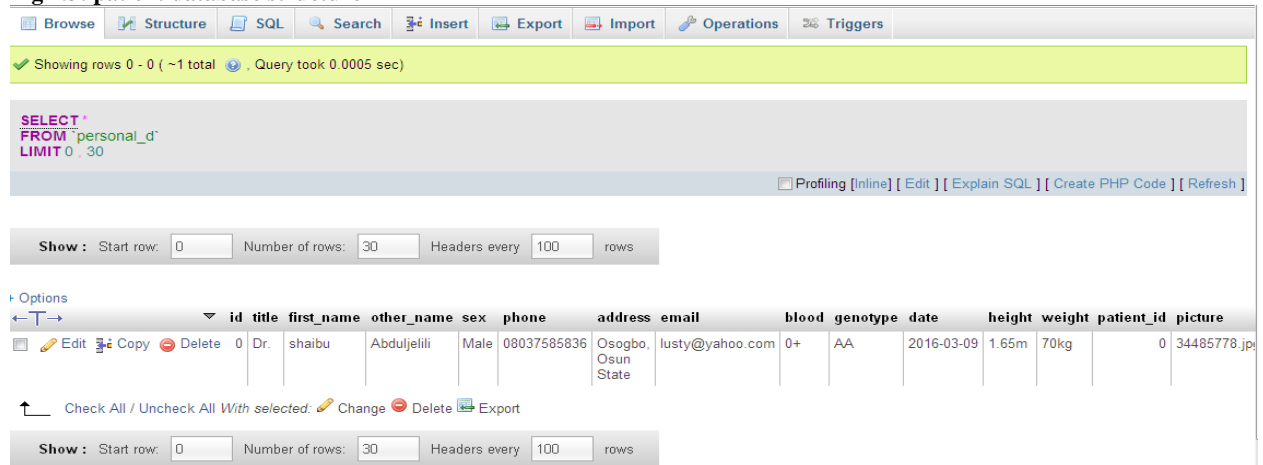 Browse Structure SQL Search Insert Export Import Operations Triggers
Showing rows 0 - 0 ( ~1 total , Query took 0.0005 sec)
SELECT *
FROM `personal_d`
LIMIT 0 , 30
Profiling [Inline] [ Edit ] [ Explain SQL ] [ Create PHP Code ] [ Refresh ]
Show : Start row: 0 Number of rows: 30 Headers every 100 rows
+ Options
←T→ id title first_name other_name sex phone address email blood genotype date height weight patient_id picture
Edit Copy Delete 0 Dr. shaibu Abduljelili Male 08037585836 Osogbo, lusty@yahoo.com 0+ AA 2016-03-09 1.65m 70kg 0 34485778.jpg
Osun
State
Check All / Uncheck All With selected: Change Delete Export
Show : Start row: 0 Number of rows: 30 Headers every 100 rows